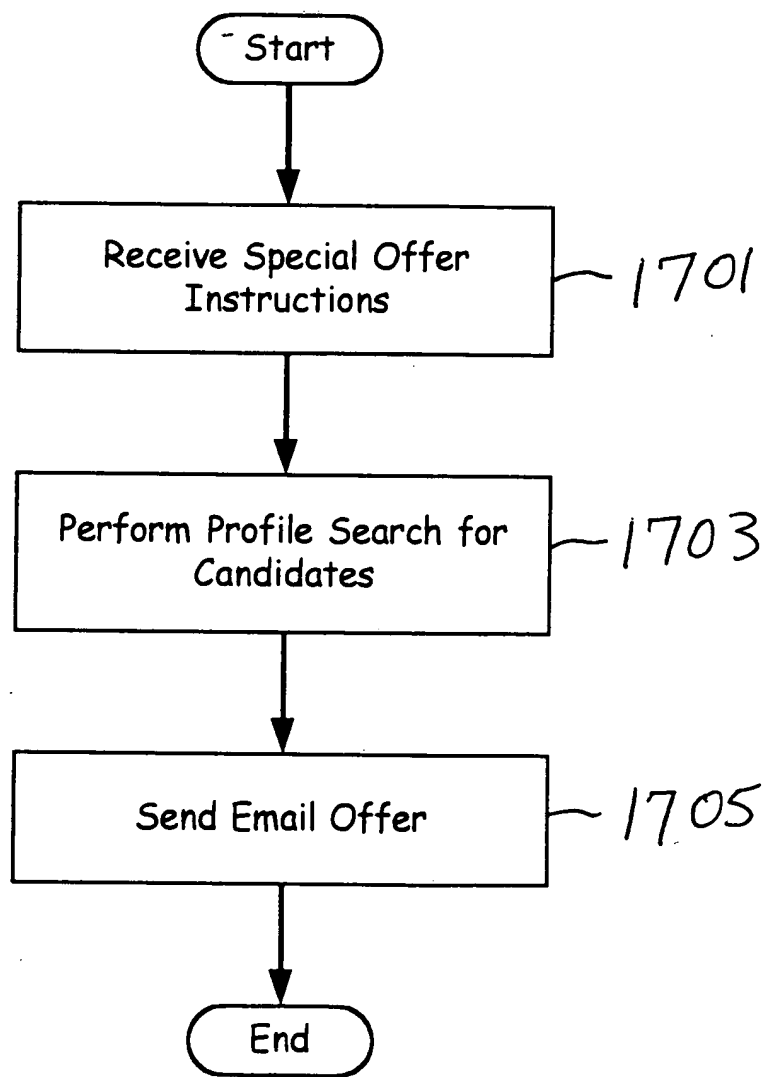 Start
Receive Special Offer
Instructions
1701
Perform Profile Search for
Candidates
1703
Send Email Offer
1705
End